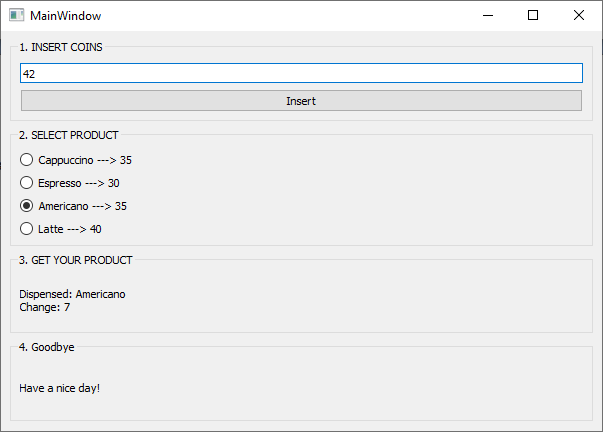 MainWindow
1. INSERT COINS
42
Insert
2. SELECT PRODUCT
Cappuccino ---> 35
Espresso ---> 30
Americano ---> 35
Latte ---> 40
3. GET YOUR PRODUCT
Dispensed: Americano
Change: 7
4. Goodbye
Have a nice day!